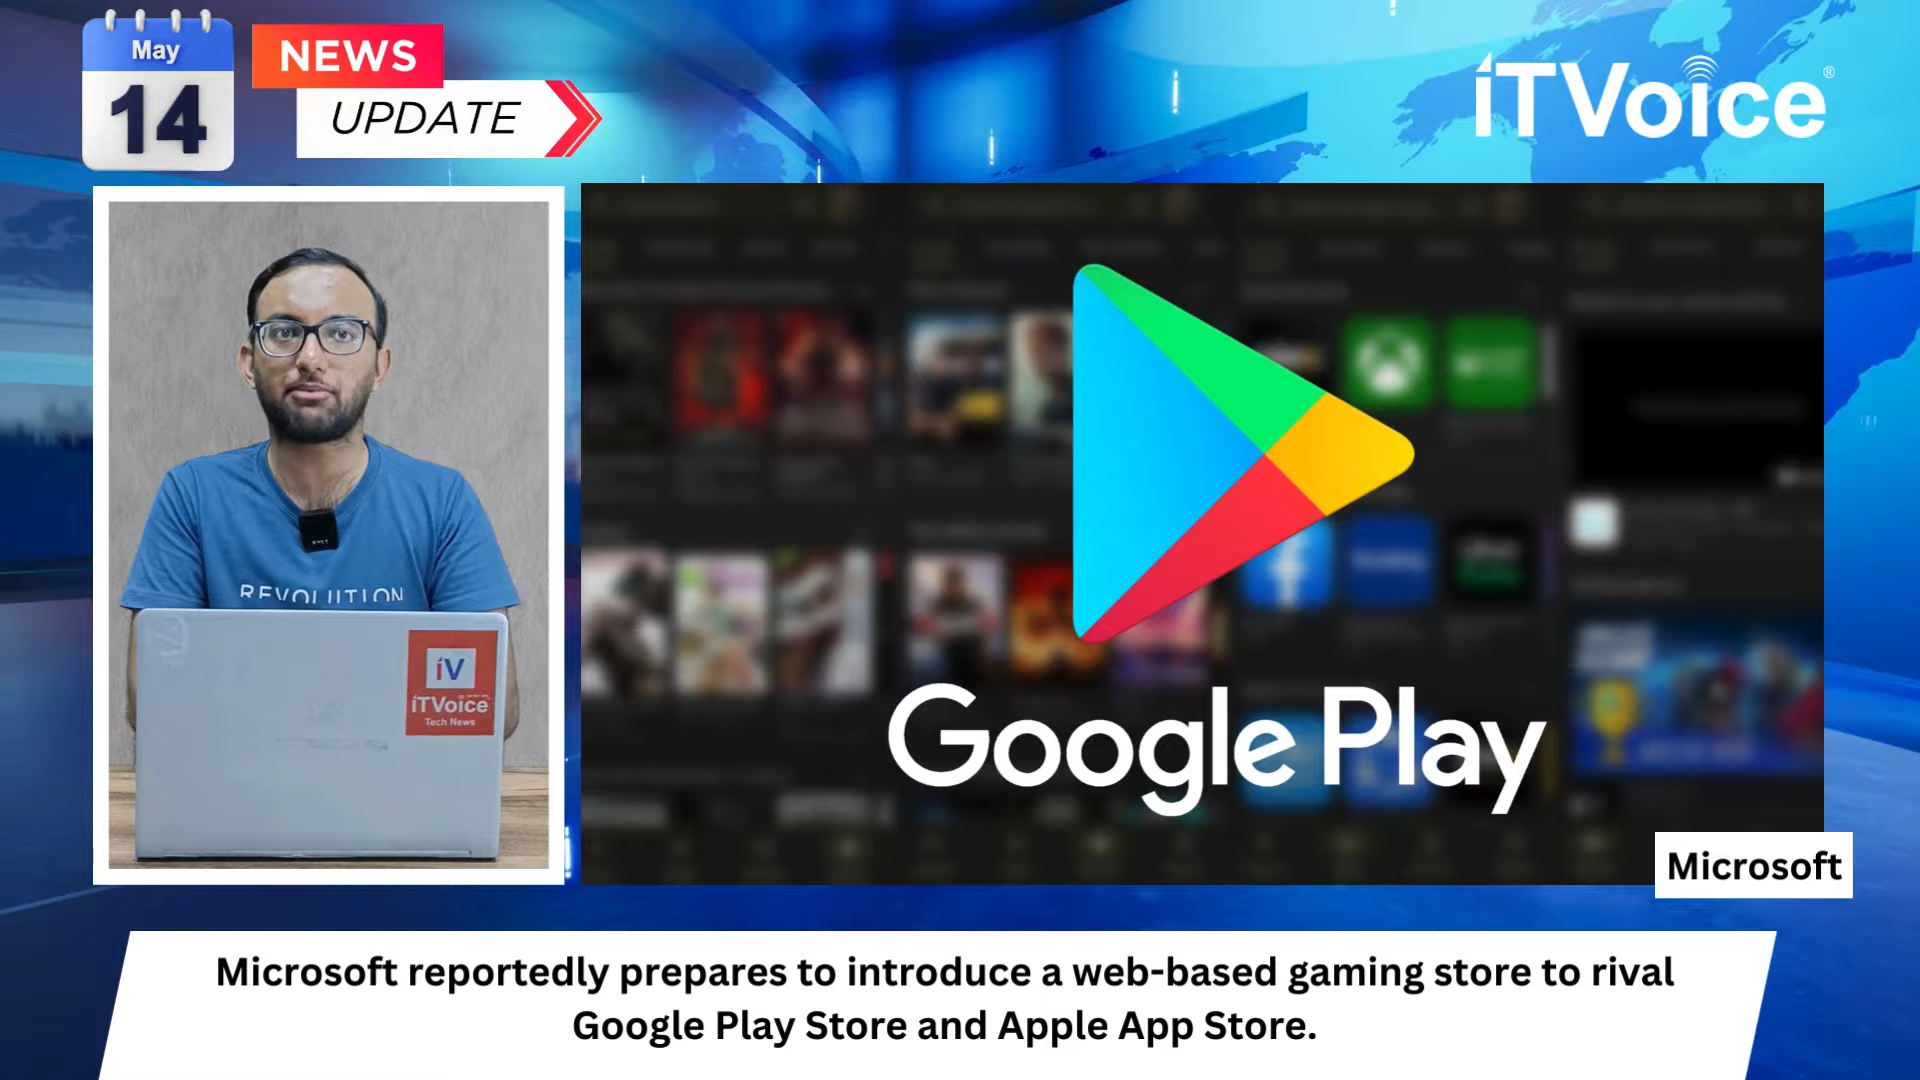 May
14
NEWS
UPDATE
iTVoice®
REVOLUTION
iV
iTVoice
Tech News
Google Play
Microsoft
Microsoft reportedly prepares to introduce a web-based gaming store to rival
Google Play Store and Apple App Store.